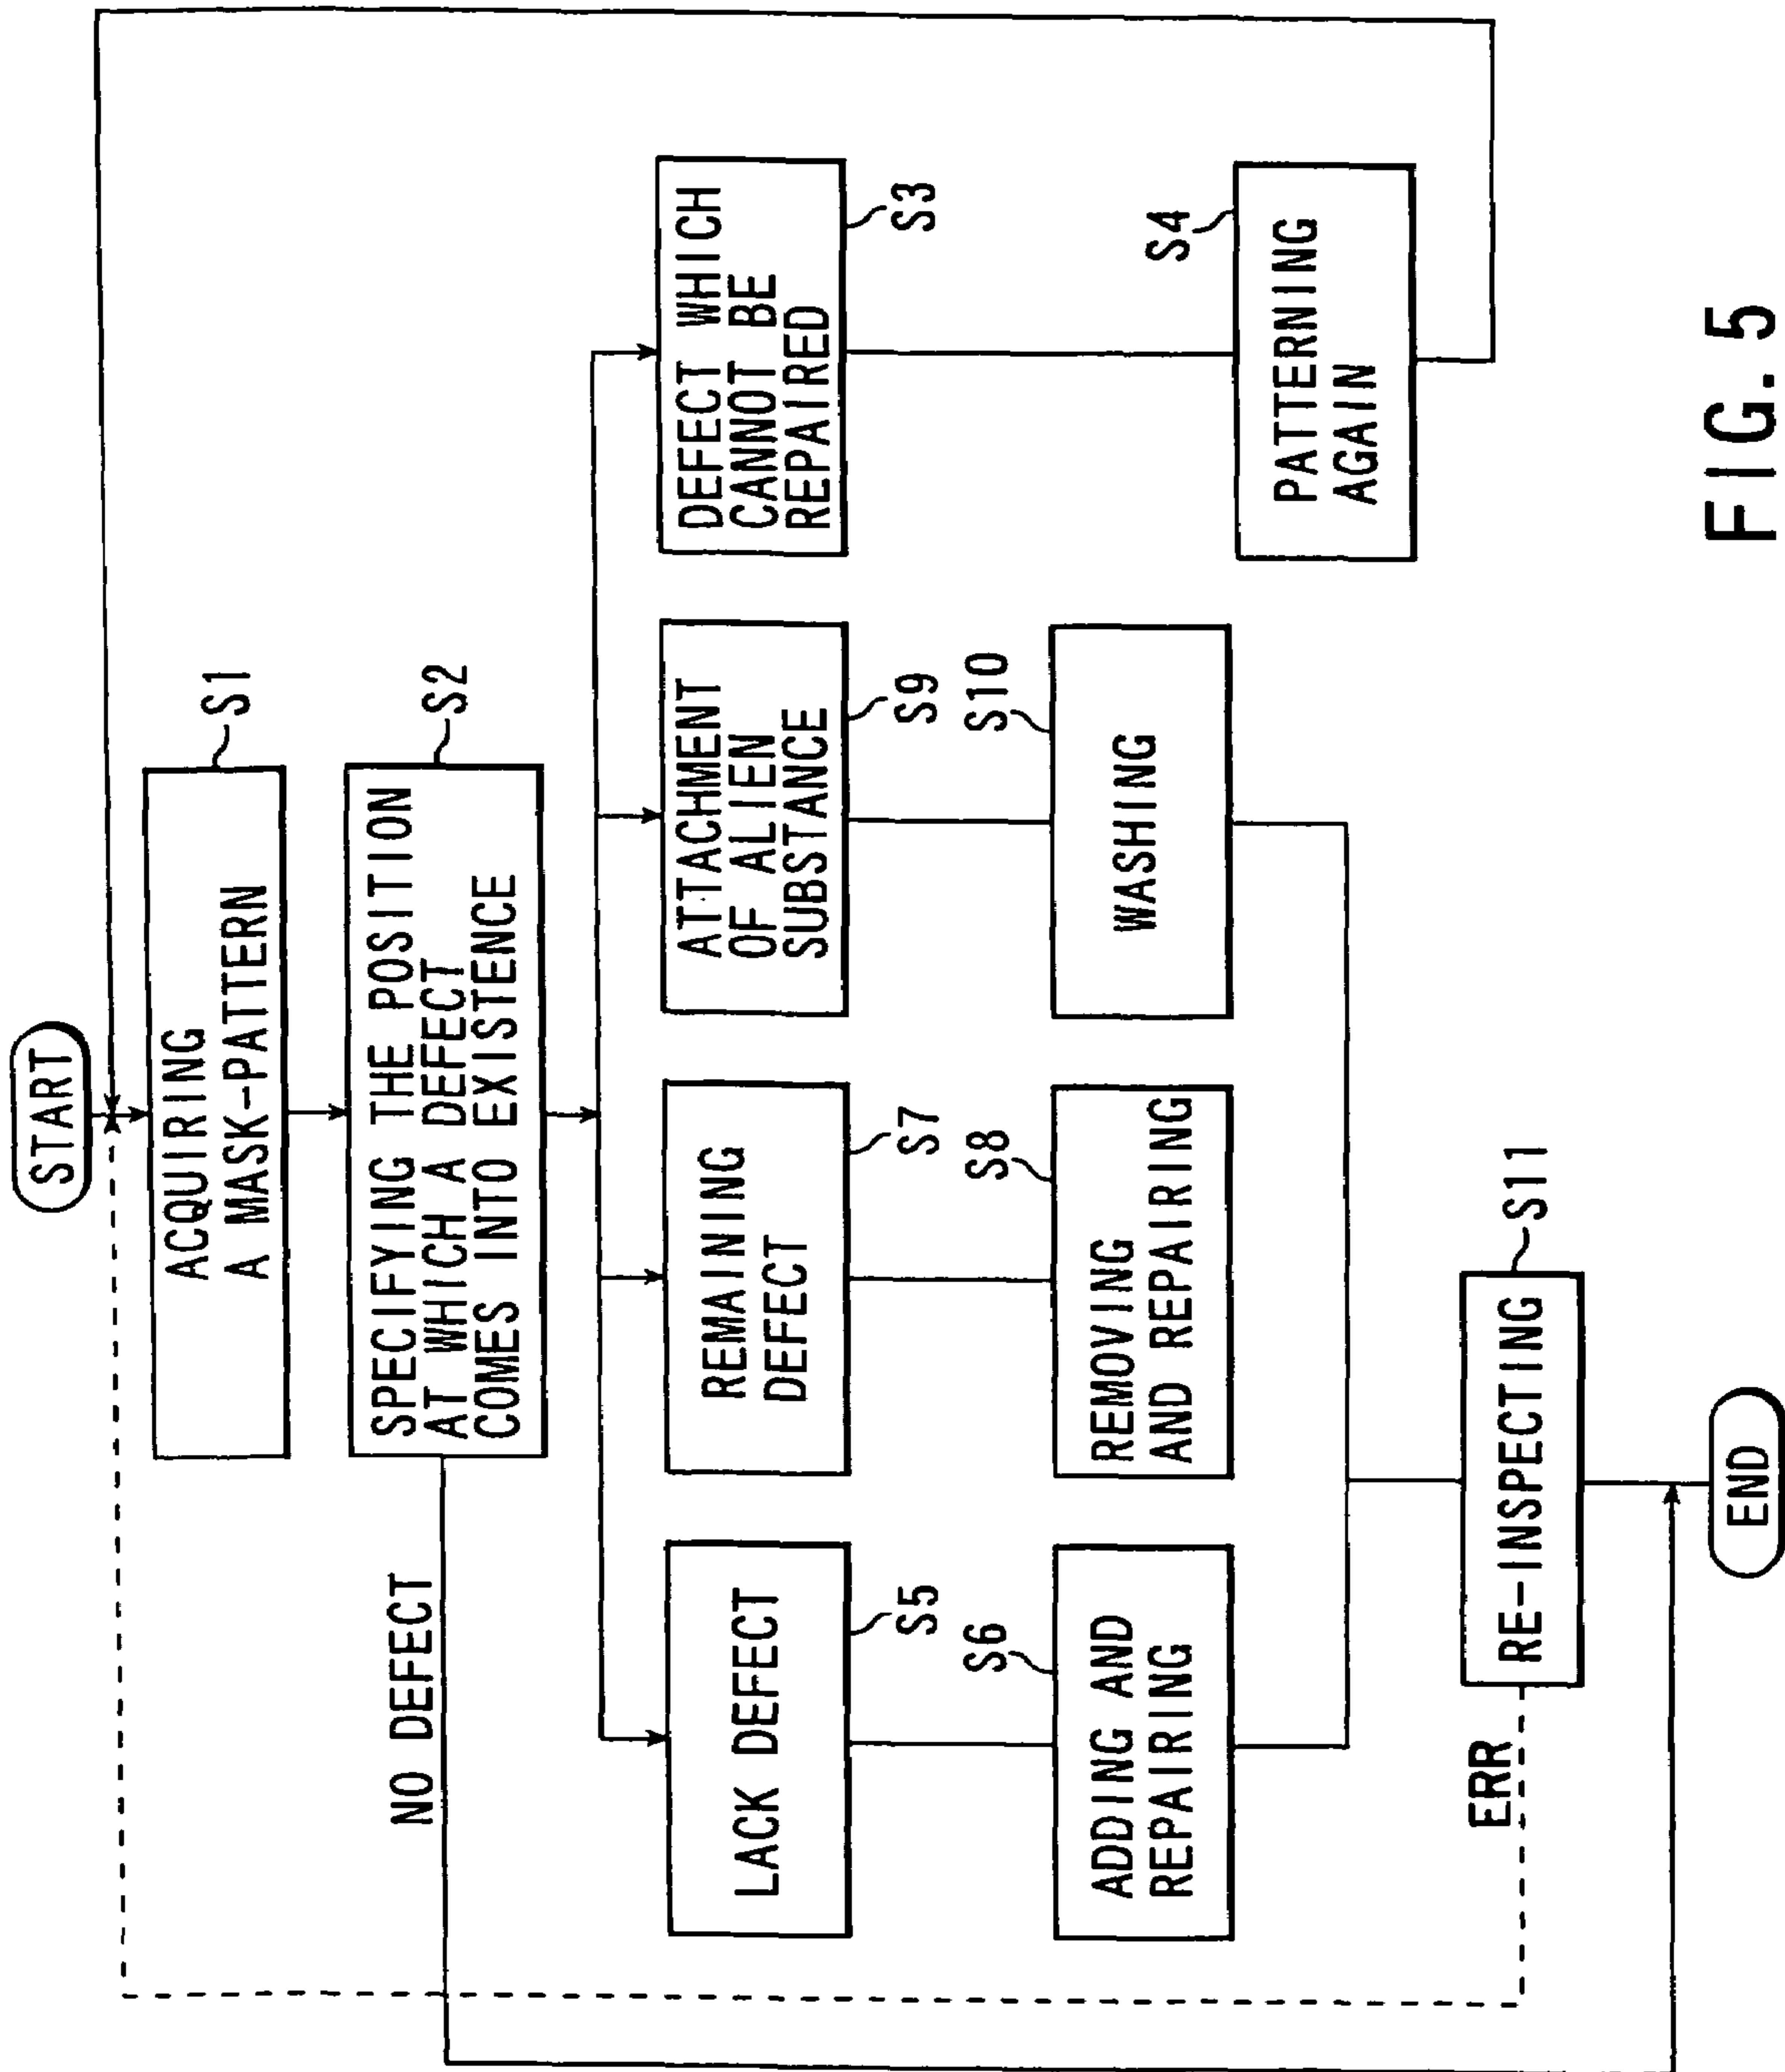 START
ACQUIRING
A MASK-PATTERN
S1
SPECIFYING THE POSITION
AT WHICH A DEFECT
COMES INTO EXISTENCE
S2
NO DEFECT
LACK DEFECT
S5
REMAINING
DEFECT
S7
ATTACHMENT
OF ALIEN
SUBSTANCE
S9
DEFECT WHICH
CANNOT BE
REPAIRED
S3
ADDING AND
REPAIRING
S6
REMOVING
AND REPAIRING
S8
WASHING
S10
PATTERNING
AGAIN
S4
RE-INSPECTING
S11
ERR
END
FIG. 5